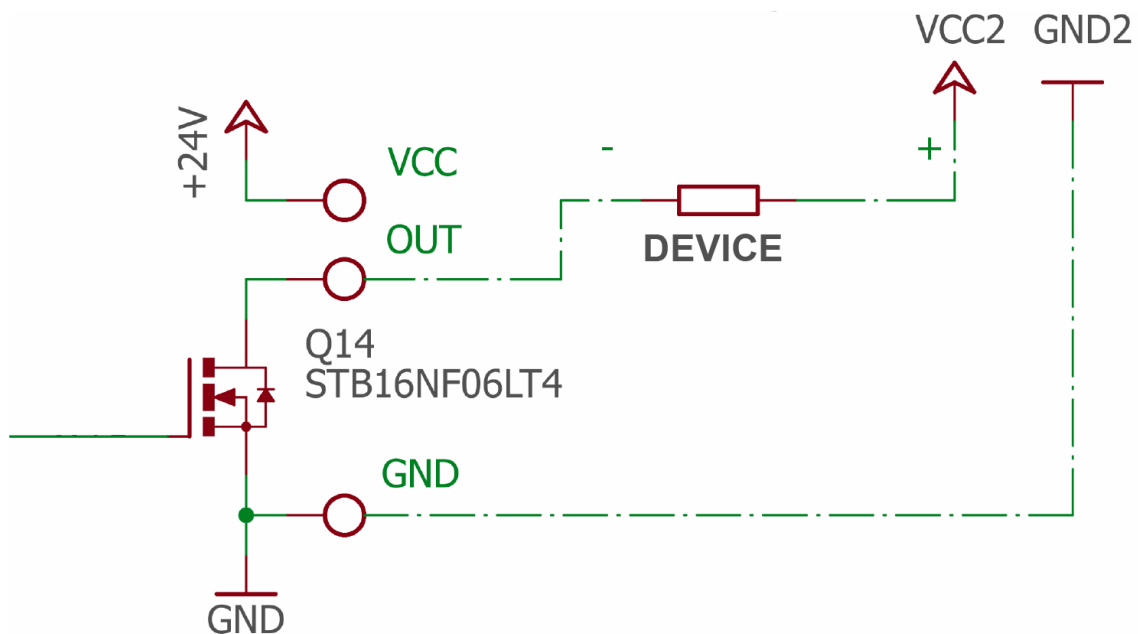 VCC2
GND2
+24V
VCC
-
+
OUT
DEVICE
Q14
STB16NF06LT4
GND
GND